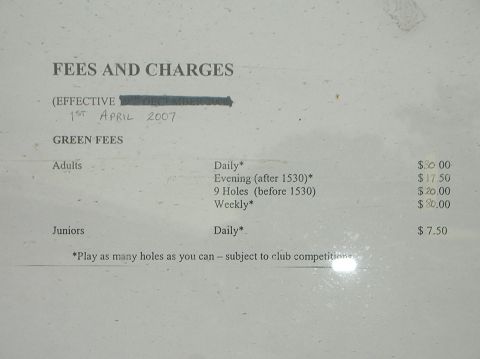 FEES AND CHARGES
(EFFECTIVE
1ST APRIL 2007
GREEN FEES
Adults Daily* $30.00
Evening (after 1530)* $17.50
9 Holes (before 1530) $20.00
Weekly* $80.00
Juniors Daily* $7.50
*Play as many holes as you can – subject to club competitions